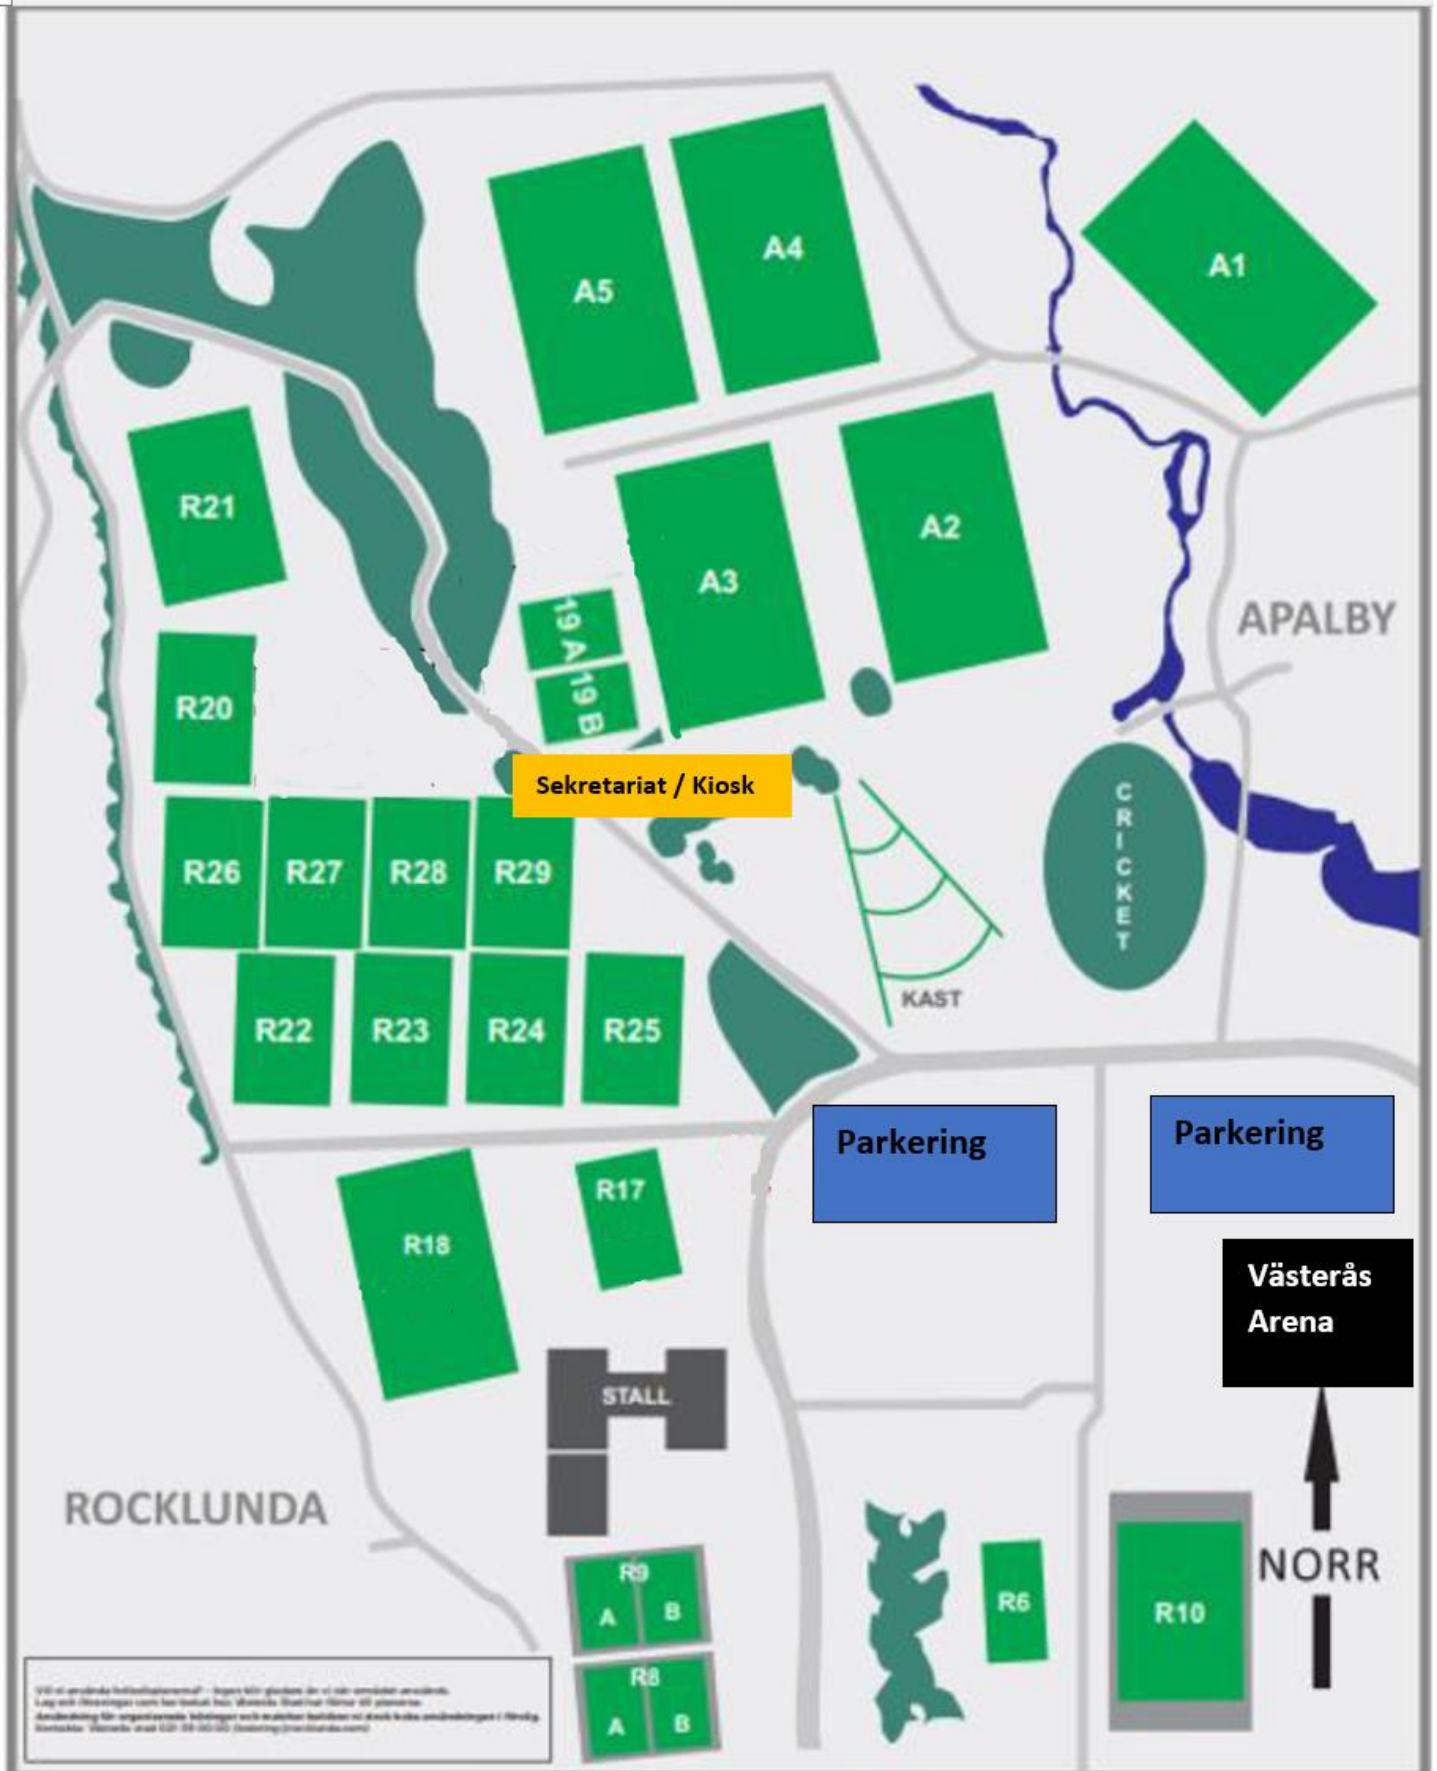 A4
A1
A5
R21
A2
A3
19 A
APALBY
19 B
R20
Sekretariat / Kiosk
CRICKET
R26
R27
R28
R29
KAST
R22
R23
R24
R25
Parkering
Parkering
R17
R18
Västerås
Arena
STALL
ROCKLUNDA
NORR
R9
A
B
R6
R10
R8
A
B